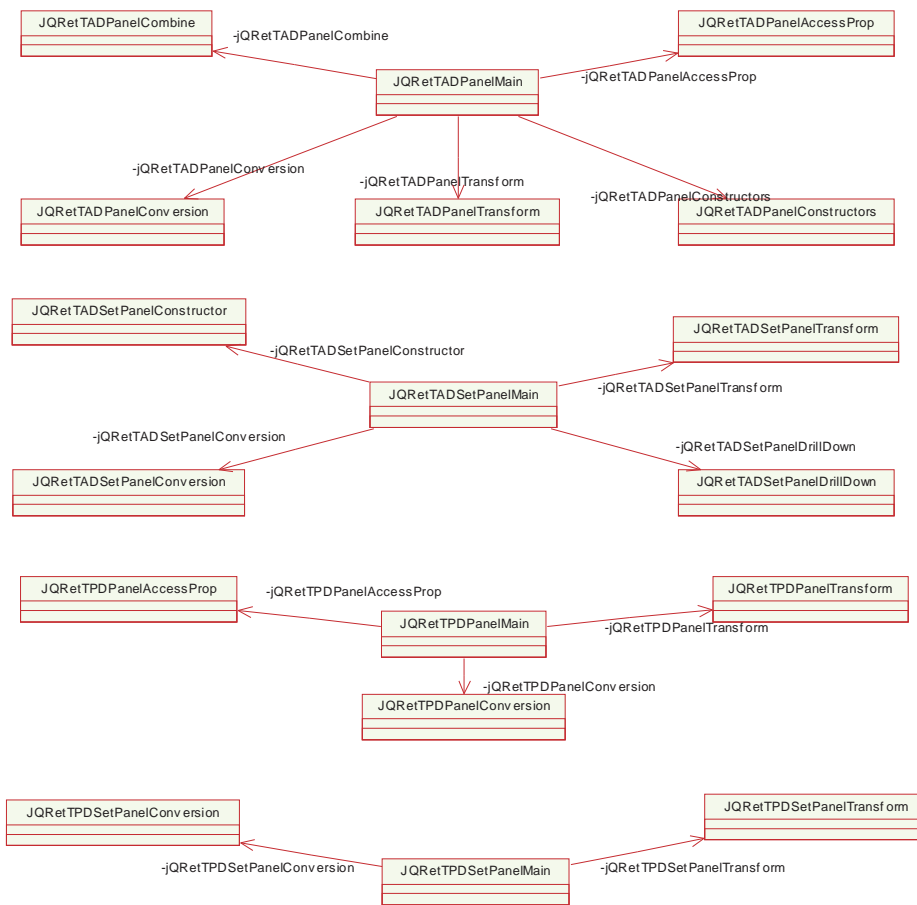 JQRetTADPanelCombine
JQRetTADPanelAccessProp
-jQRetTADPanelCombine
JQRetTADPanelMain
-jQRetTADPanelAccessProp
-jQRetTADPanelConversion
-jQRetTADPanelTransform
-jQRetTADPanelConstructors
JQRetTADPanelConversion
JQRetTADPanelTransform
JQRetTADPanelConstructors
JQRetTADSetPanelConstructor
JQRetTADSetPanelTransform
-jQRetTADSetPanelConstructor
JQRetTADSetPanelMain
-jQRetTADSetPanelTransform
-jQRetTADSetPanelConversion
-jQRetTADSetPanelDrillDown
JQRetTADSetPanelConversion
JQRetTADSetPanelDrillDown
JQRetTPDPanelAccessProp
-jQRetTPDPanelAccessProp
JQRetTPDPanelTransform
JQRetTPDPanelMain
-jQRetTPDPanelTransform
-jQRetTPDPanelConversion
JQRetTPDPanelConversion
JQRetTPDSetPanelConversion
JQRetTPDSetPanelTransform
-jQRetTPDSetPanelConversion
JQRetTPDSetPanelMain
-jQRetTPDSetPanelTransform